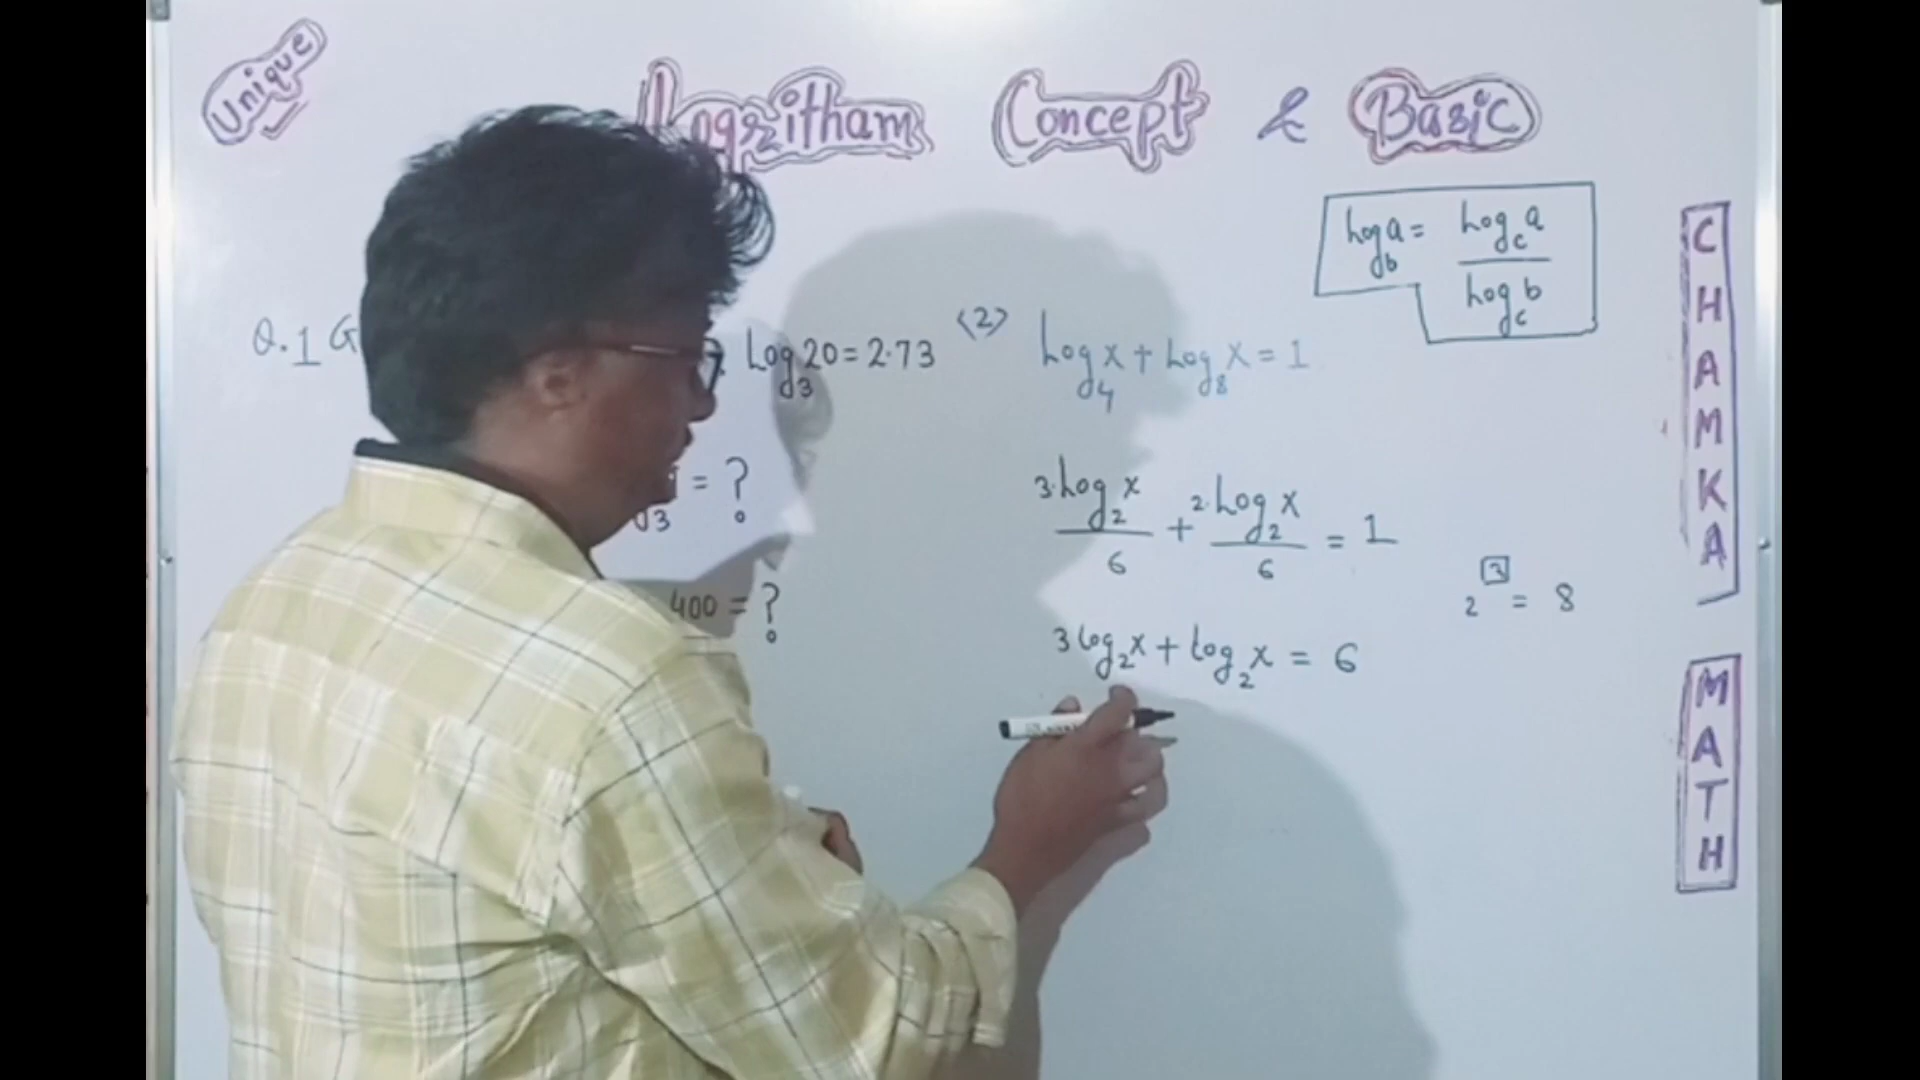 Unique
Logritham Concept & Basic
log_b a = log_c a / log_c b
Q.1 G
Log_3 20 = 2.73
<2> log_4 x + log_8 x = 1
= ?
400 = ?
3·log_2 x / 6 + 2·log_2 x / 6 = 1
2^3 = 8
3 log_2 x + log_2 x = 6
CHAMKA
MATH